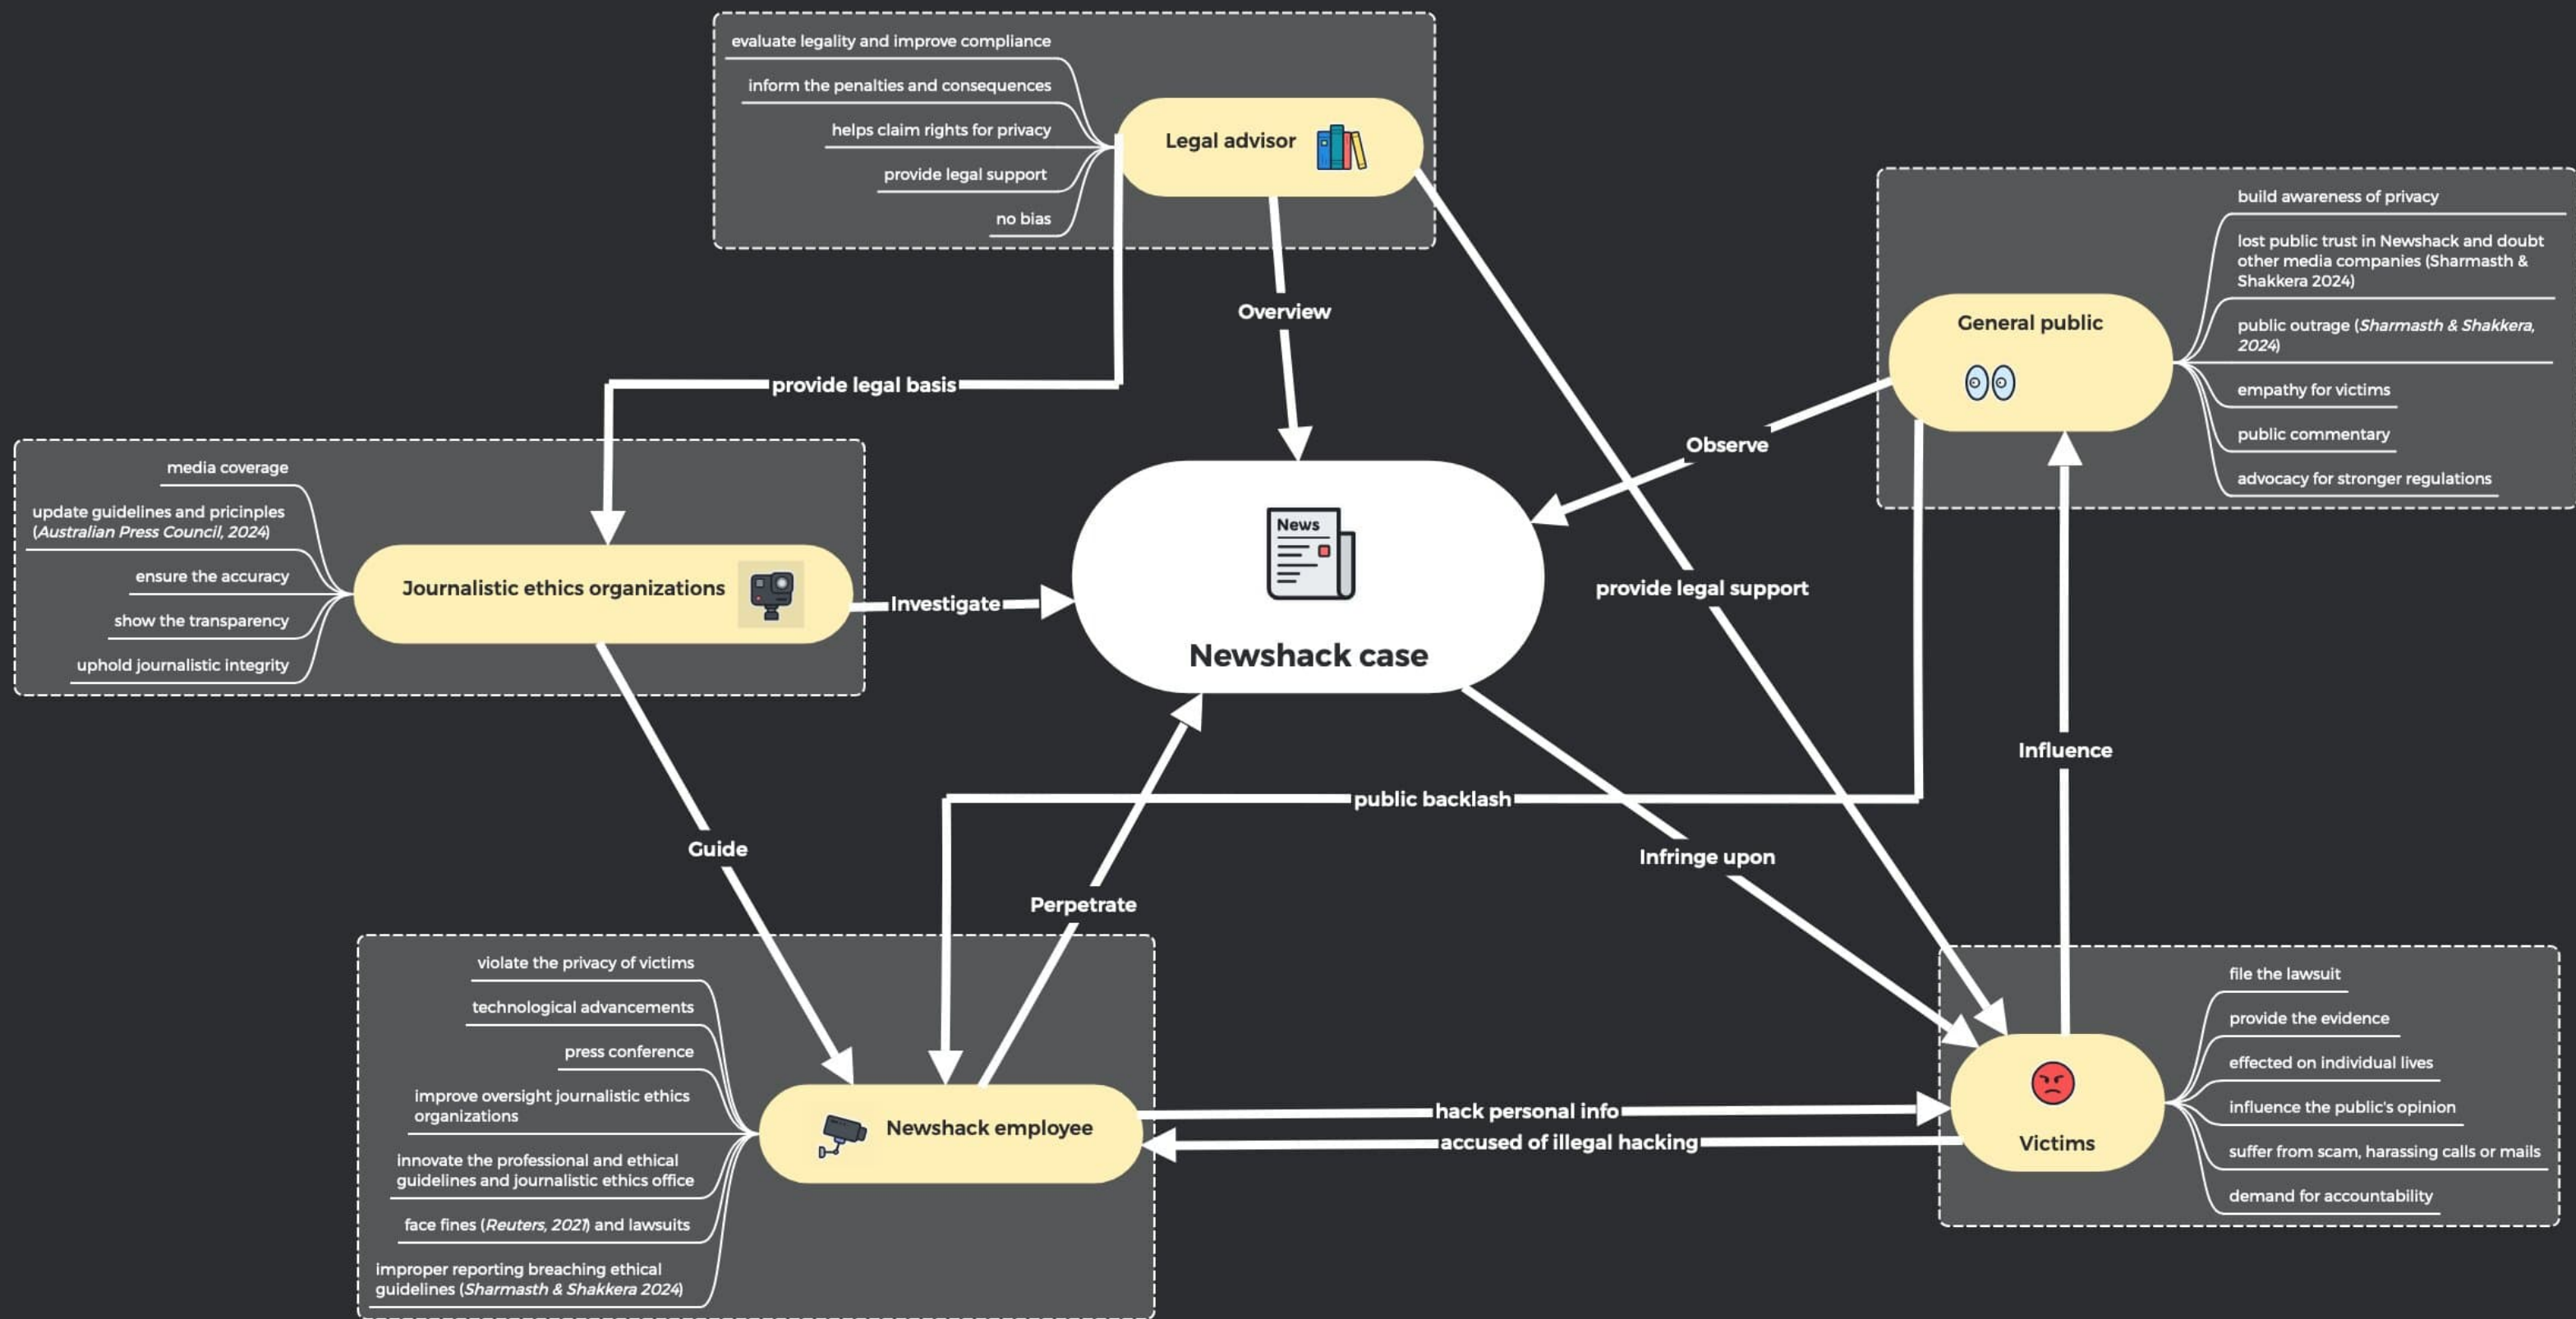 evaluate legality and improve compliance
inform the penalties and consequences
helps claim rights for privacy
provide legal support
no bias
Legal advisor
build awareness of privacy
lost public trust in Newshack and doubt
other media companies (Sharmasth &
Shakkera 2024)
public outrage (Sharmasth & Shakkera,
2024)
empathy for victims
public commentary
advocacy for stronger regulations
General public
Overview
provide legal basis
Observe
media coverage
update guidelines and pricinples
(Australian Press Council, 2024)
ensure the accuracy
show the transparency
uphold journalistic integrity
Journalistic ethics organizations
Investigate
News
Newshack case
provide legal support
Influence
public backlash
Guide
Infringe upon
Perpetrate
violate the privacy of victims
technological advancements
press conference
improve oversight journalistic ethics
organizations
innovate the professional and ethical
guidelines and journalistic ethics office
face fines (Reuters, 2021) and lawsuits
improper reporting breaching ethical
guidelines (Sharmasth & Shakkera 2024)
Newshack employee
hack personal info
accused of illegal hacking
Victims
file the lawsuit
provide the evidence
effected on individual lives
influence the public's opinion
suffer from scam, harassing calls or mails
demand for accountability